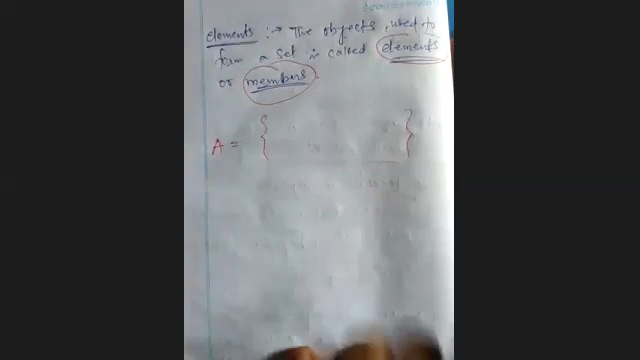 elements :→ The objects, used to
form a set is called elements
or members.
A = { }